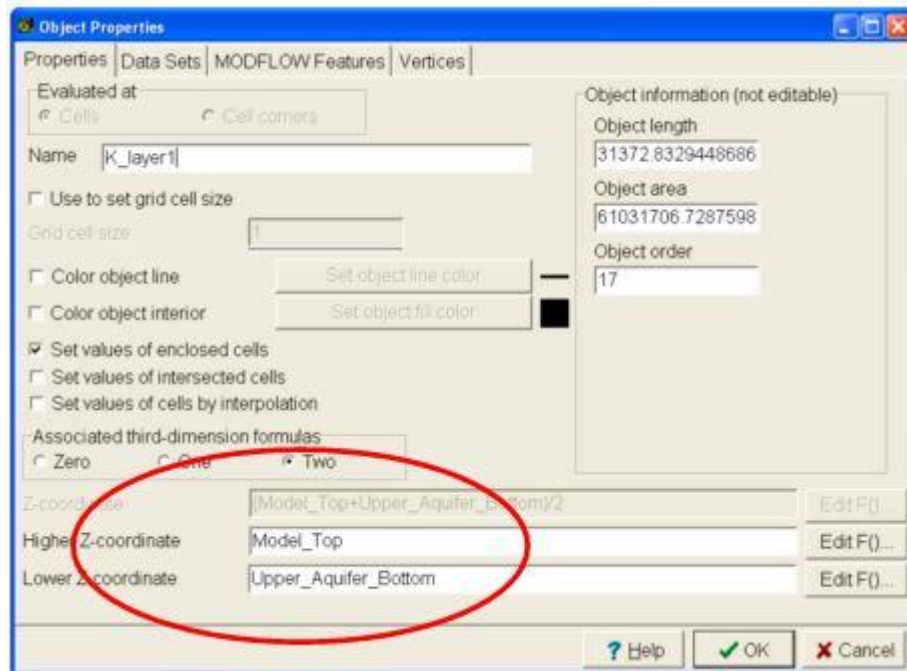 Object Properties
Properties Data Sets MODFLOW Features Vertices
Evaluated at
Cells Cell corners
Name K_layer1
Use to set grid cell size
Grid cell size 1
Color object line Set object line color
Color object interior Set object fill color
Set values of enclosed cells
Set values of intersected cells
Set values of cells by interpolation
Associated third-dimension formulas
Zero One Two
Object information (not editable)
Object length
31372.8329448686
Object area
61031706.7287598
Object order
17
Z-coordinate (Model_Top+Upper_Aquifer_Bottom)/2 Edit F()...
Higher Z-coordinate Model_Top Edit F()...
Lower Z-coordinate Upper_Aquifer_Bottom Edit F()...
? Help OK Cancel